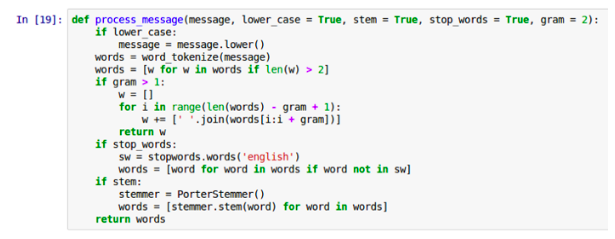 In [19]: def process_message(message, lower_case = True, stem = True, stop_words = True, gram = 2):
    if lower_case:
        message = message.lower()
    words = word_tokenize(message)
    words = [w for w in words if len(w) > 2]
    if gram > 1:
        w = []
        for i in range(len(words) - gram + 1):
            w += [' '.join(words[i:i + gram])]
        return w
    if stop_words:
        sw = stopwords.words('english')
        words = [word for word in words if word not in sw]
    if stem:
        stemmer = PorterStemmer()
        words = [stemmer.stem(word) for word in words]
    return words